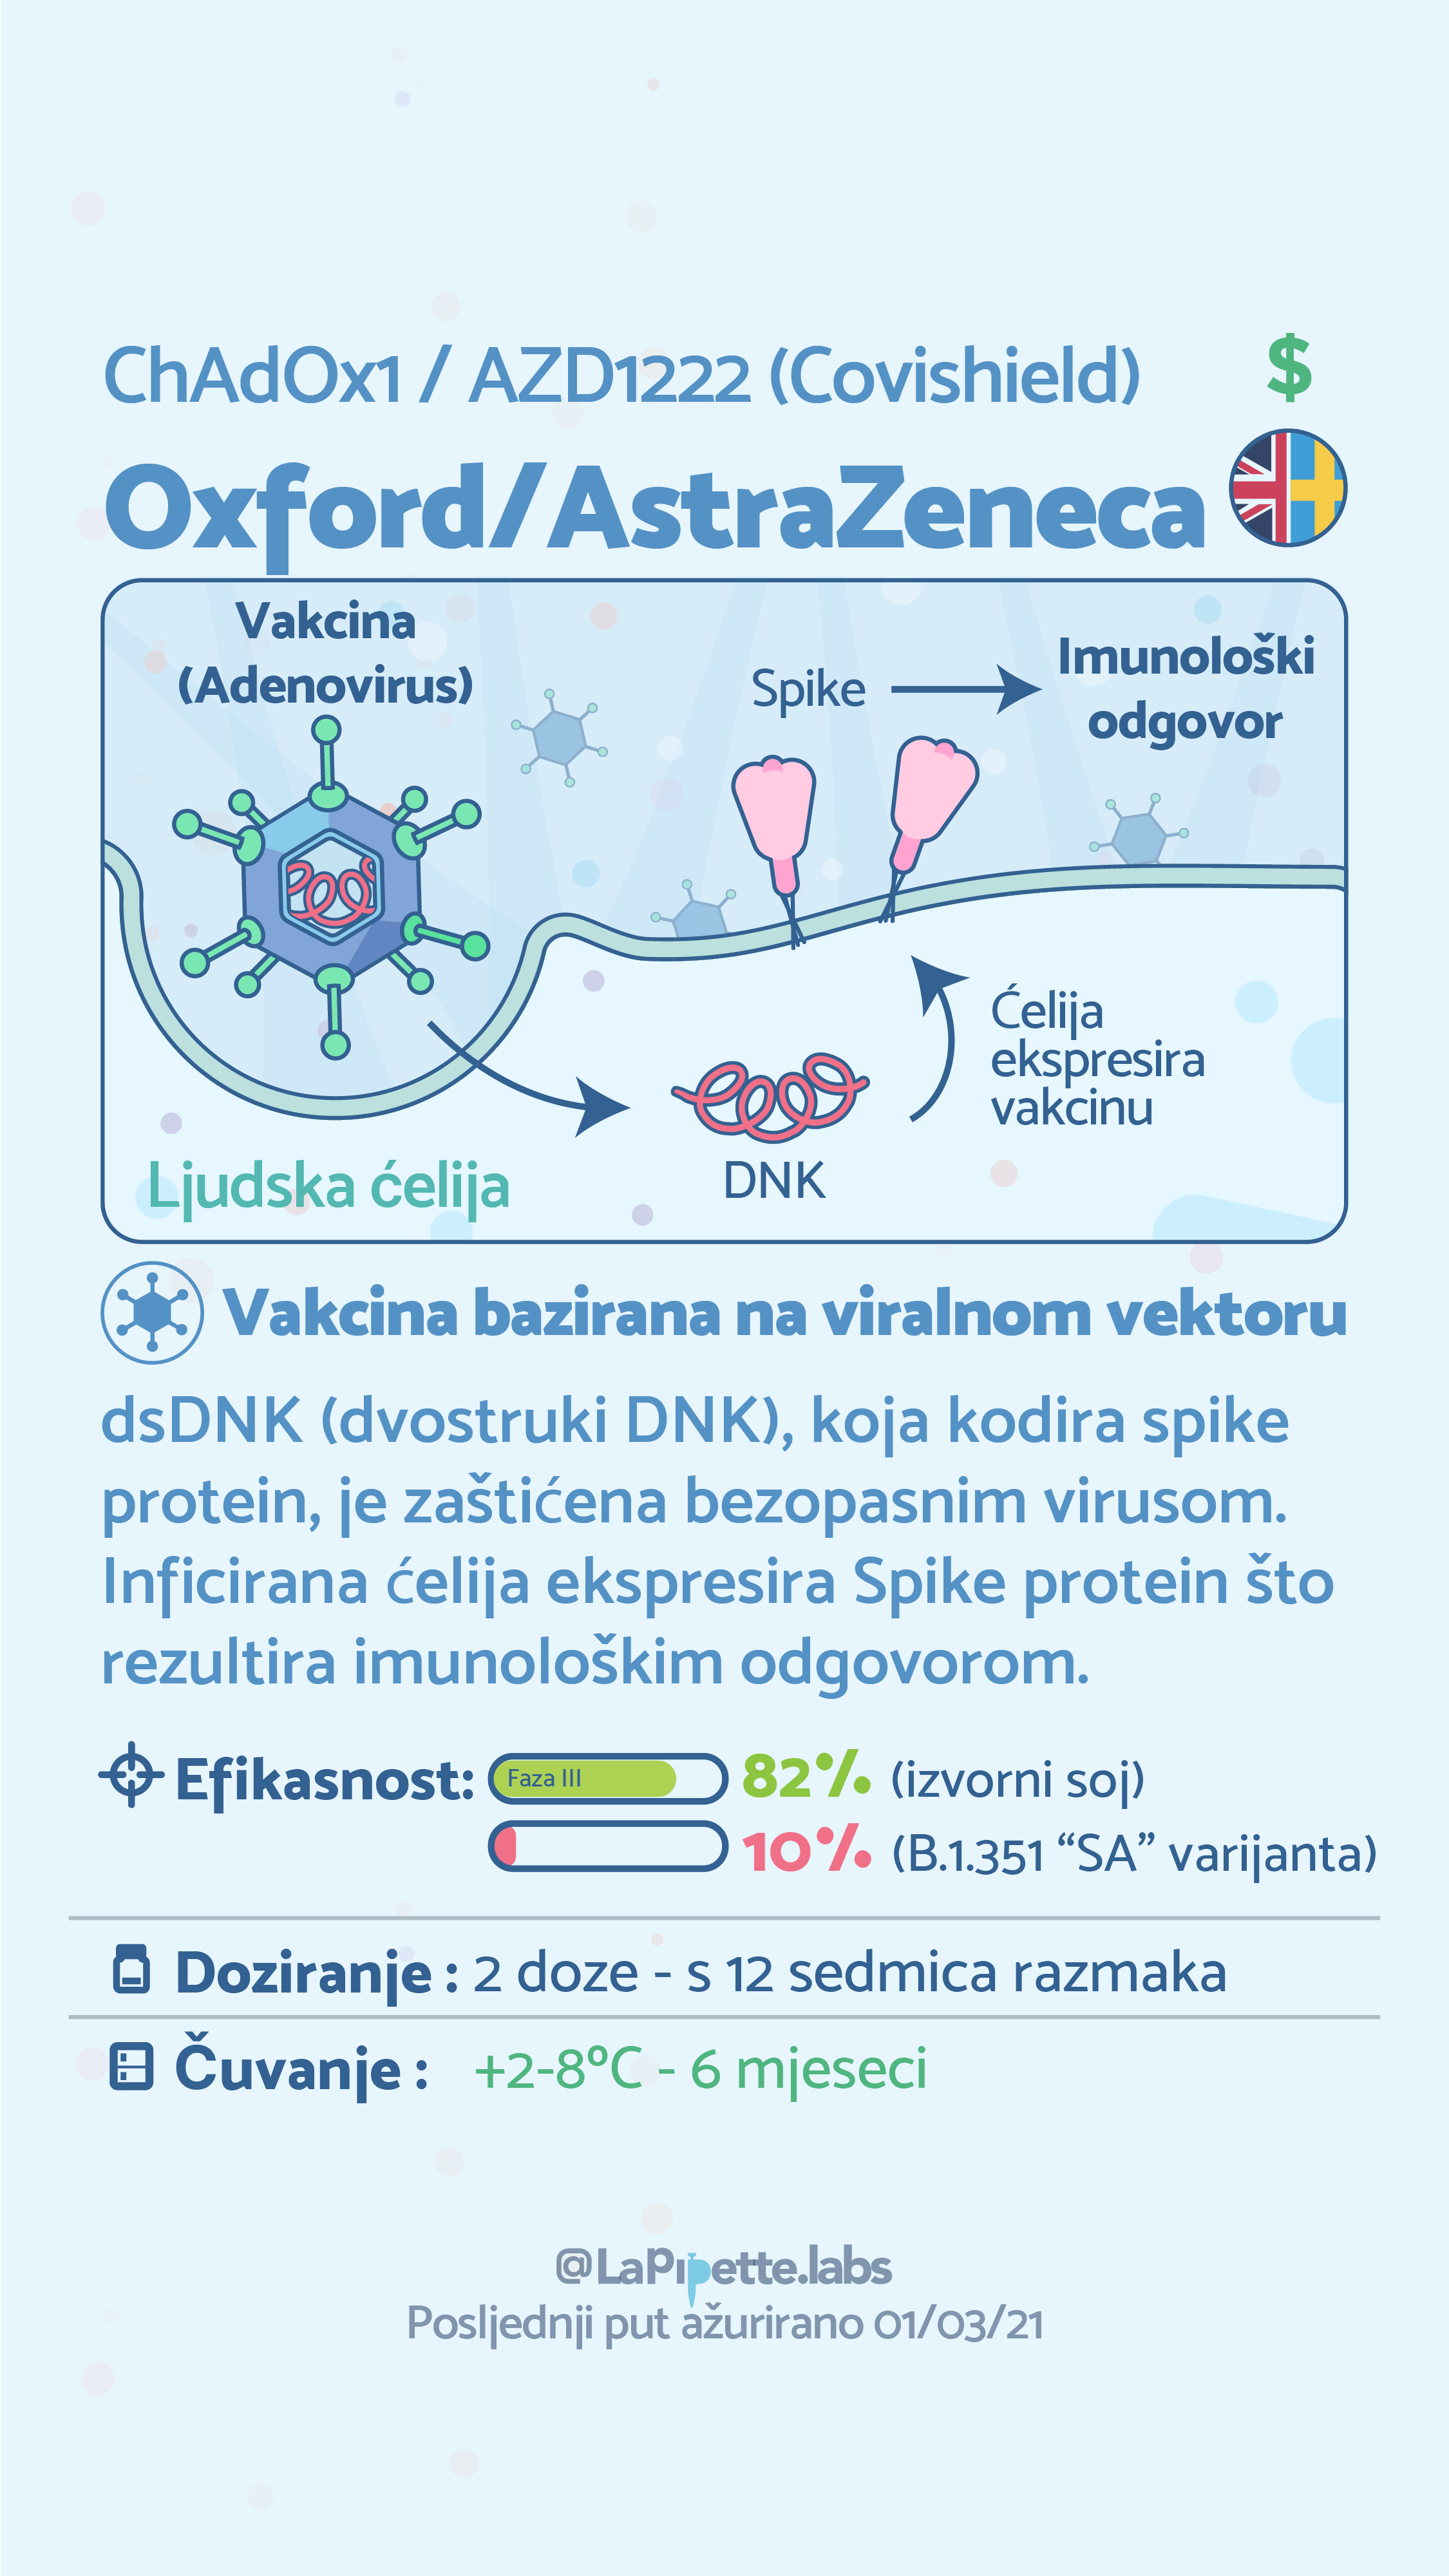 ChAdOx1 / AZD1222 (Covishield)
$
Oxford/AstraZeneca
Vakcina
(Adenovirus)
Spike
Imunološki
odgovor
Ćelija
ekspresira
vakcinu
DNK
Ljudska ćelija
Vakcina bazirana na viralnom vektoru
dsDNK (dvostruki DNK), koja kodira spike
protein, je zaštićena bezopasnim virusom.
Inficirana ćelija ekspresira Spike protein što
rezultira imunološkim odgovorom.
Efikasnost: Faza III 82% (izvorni soj)
10% (B.1.351 “SA” varijanta)
Doziranje : 2 doze - s 12 sedmica razmaka
Čuvanje : +2-8ºC - 6 mjeseci
@LaPipette.labs
Posljednji put ažurirano 01/03/21